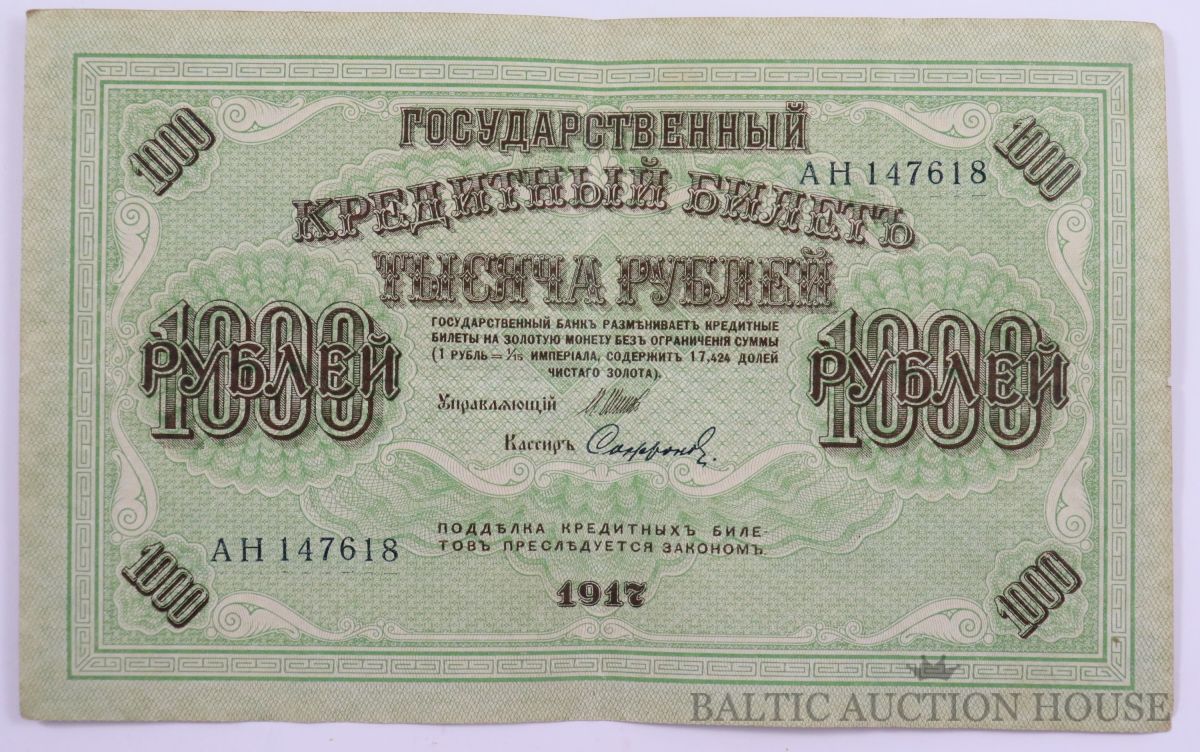 1000
1000
ГОСУДАРСТВЕННЫЙ
АН 147618
КРЕДИТНЫЙ БИЛЕТЪ
ТЫСЯЧА РУБЛЕЙ
1000
РУБЛЕЙ
1000
РУБЛЕЙ
ГОСУДАРСТВЕННЫЙ БАНКЪ РАЗМѢНИВАЕТЪ КРЕДИТНЫЕ
БИЛЕТЫ НА ЗОЛОТУЮ МОНЕТУ БЕЗЪ ОГРАНИЧЕНІЯ СУММЫ
(1 РУБЛЬ = 1/15 ИМПЕРІАЛА, СОДЕРЖИТЪ 17,424 ДОЛЕЙ
ЧИСТАГО ЗОЛОТА).
Управляющій
Кассиръ Сафронов
ПОДДѢЛКА КРЕДИТНЫХЪ БИЛЕ-
ТОВЪ ПРЕСЛѢДУЕТСЯ ЗАКОНОМЪ.
АН 147618
1917
1000
1000
BALTIC AUCTION HOUSE